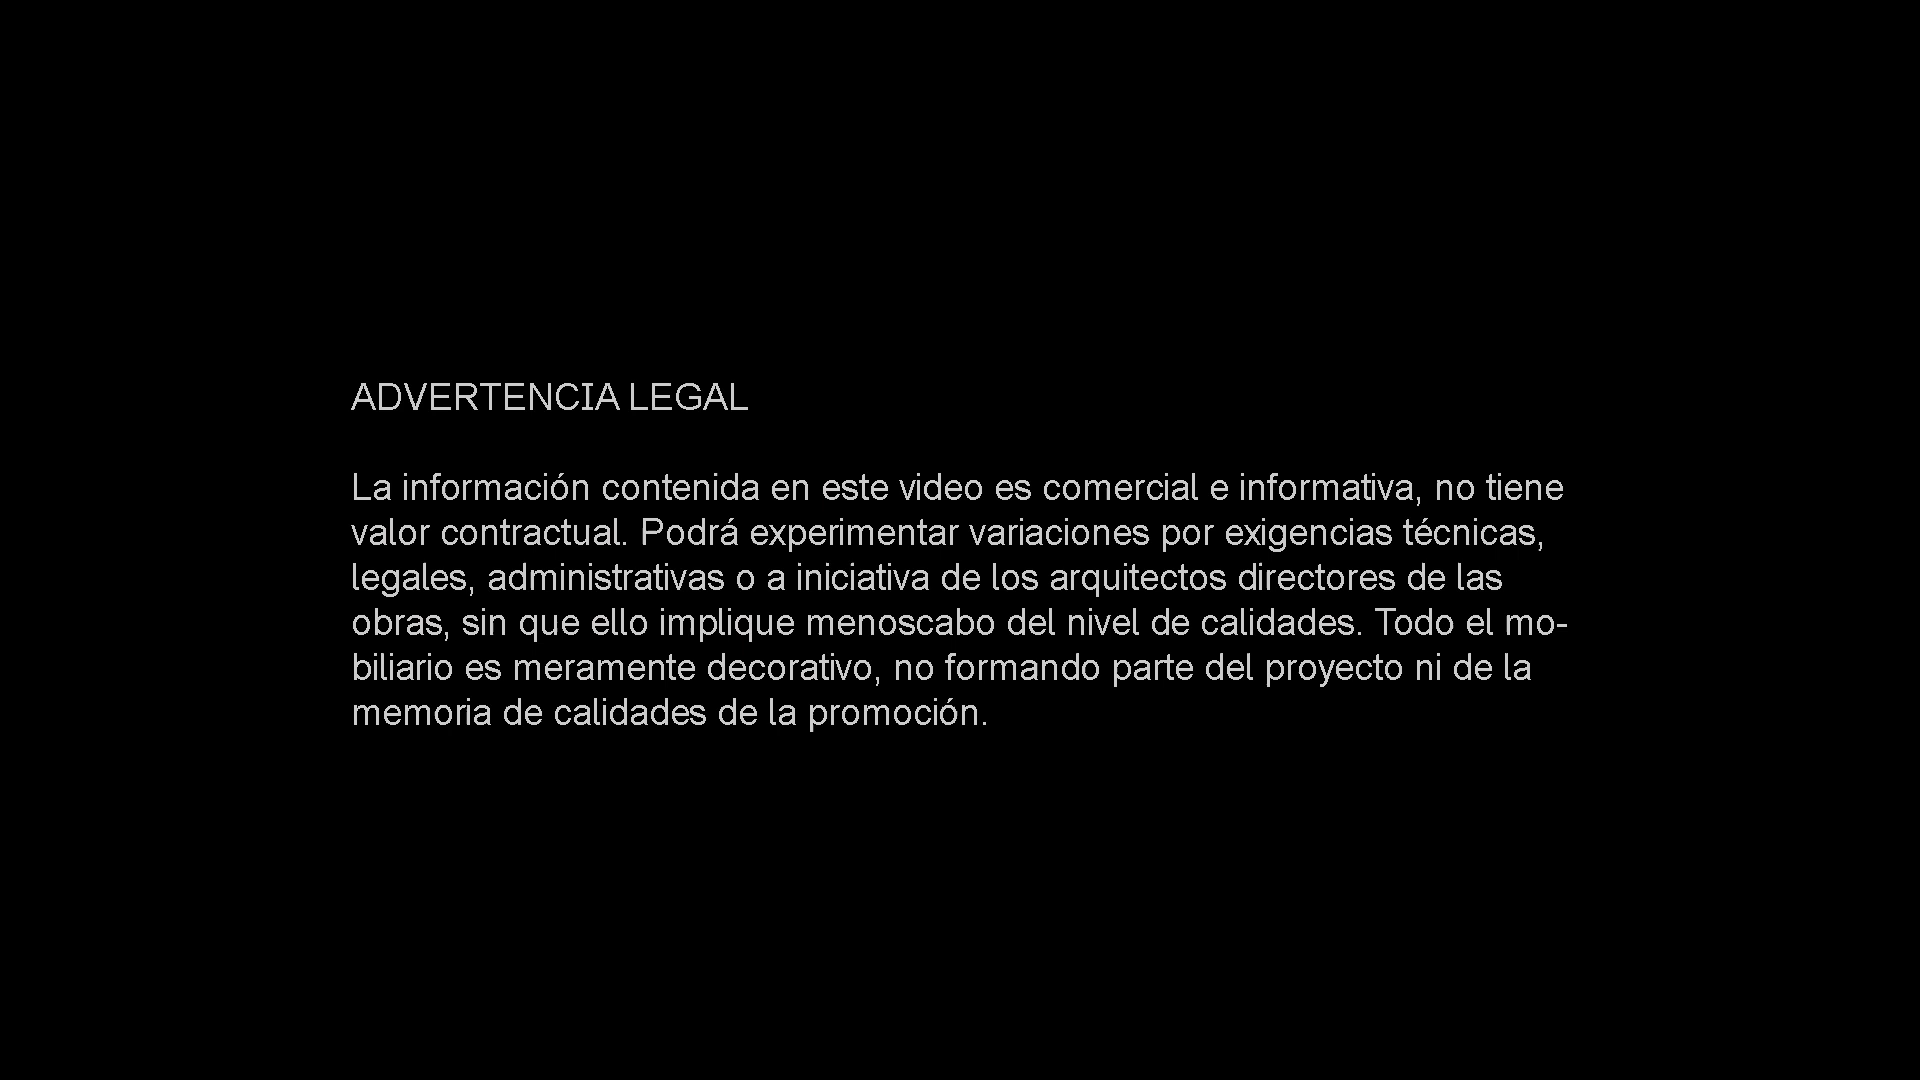 ADVERTENCIA LEGAL
La información contenida en este video es comercial e informativa, no tiene
valor contractual. Podrá experimentar variaciones por exigencias técnicas,
legales, administrativas o a iniciativa de los arquitectos directores de las
obras, sin que ello implique menoscabo del nivel de calidades. Todo el mo-
biliario es meramente decorativo, no formando parte del proyecto ni de la
memoria de calidades de la promoción.